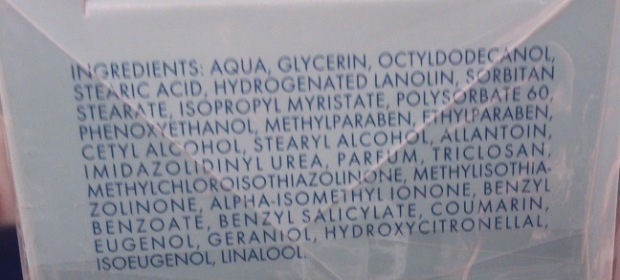 INGREDIENTS: AQUA, GLYCERIN, OCTYLDODECANOL,
STEARIC ACID, HYDROGENATED LANOLIN, SORBITAN
STEARATE, ISOPROPYL MYRISTATE, POLYSORBATE 60,
PHENOXYETHANOL, METHYLPARABEN, ETHYLPARABEN,
CETYL ALCOHOL, STEARYL ALCOHOL, ALLANTOIN,
IMIDAZOLIDINYL UREA, PARFUM, TRICLOSAN,
METHYLCHLOROISOTHIAZOLINONE, METHYLISOTHIA-
ZOLINONE, ALPHA-ISOMETHYL IONONE, BENZYL
BENZOATE, BENZYL SALICYLATE, COUMARIN,
EUGENOL, GERANIOL, HYDROXYCITRONELLAL,
ISOEUGENOL, LINALOOL.